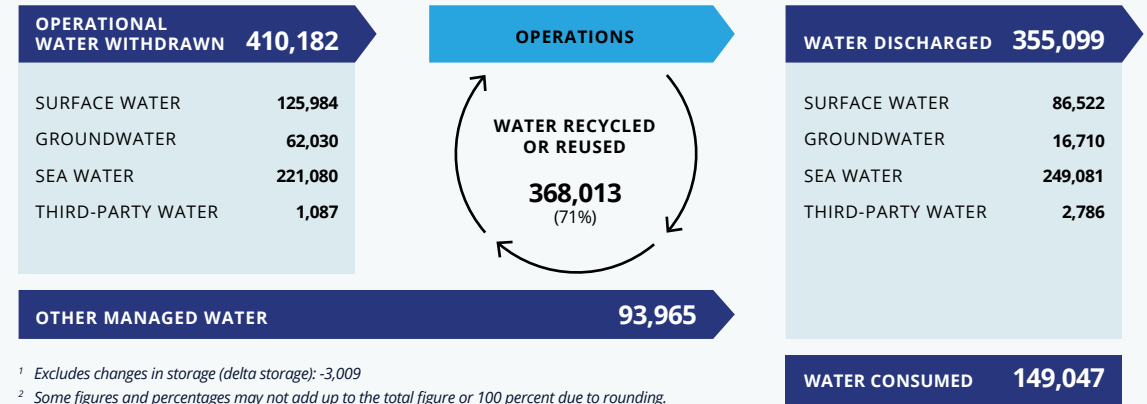 OPERATIONAL
WATER WITHDRAWN 410,182
SURFACE WATER 125,984
GROUNDWATER 62,030
SEA WATER 221,080
THIRD-PARTY WATER 1,087
OPERATIONS
WATER RECYCLED
OR REUSED
368,013
(71%)
WATER DISCHARGED 355,099
SURFACE WATER 86,522
GROUNDWATER 16,710
SEA WATER 249,081
THIRD-PARTY WATER 2,786
OTHER MANAGED WATER 93,965
WATER CONSUMED 149,047
1 Excludes changes in storage (delta storage): -3,009
2 Some figures and percentages may not add up to the total figure or 100 percent due to rounding.